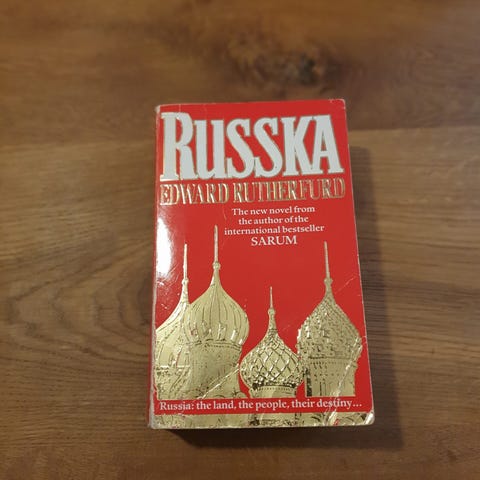 RUSSKA
EDWARD RUTHERFURD
The new novel from
the author of the
international bestseller
SARUM
Russia: the land, the people, their destiny...